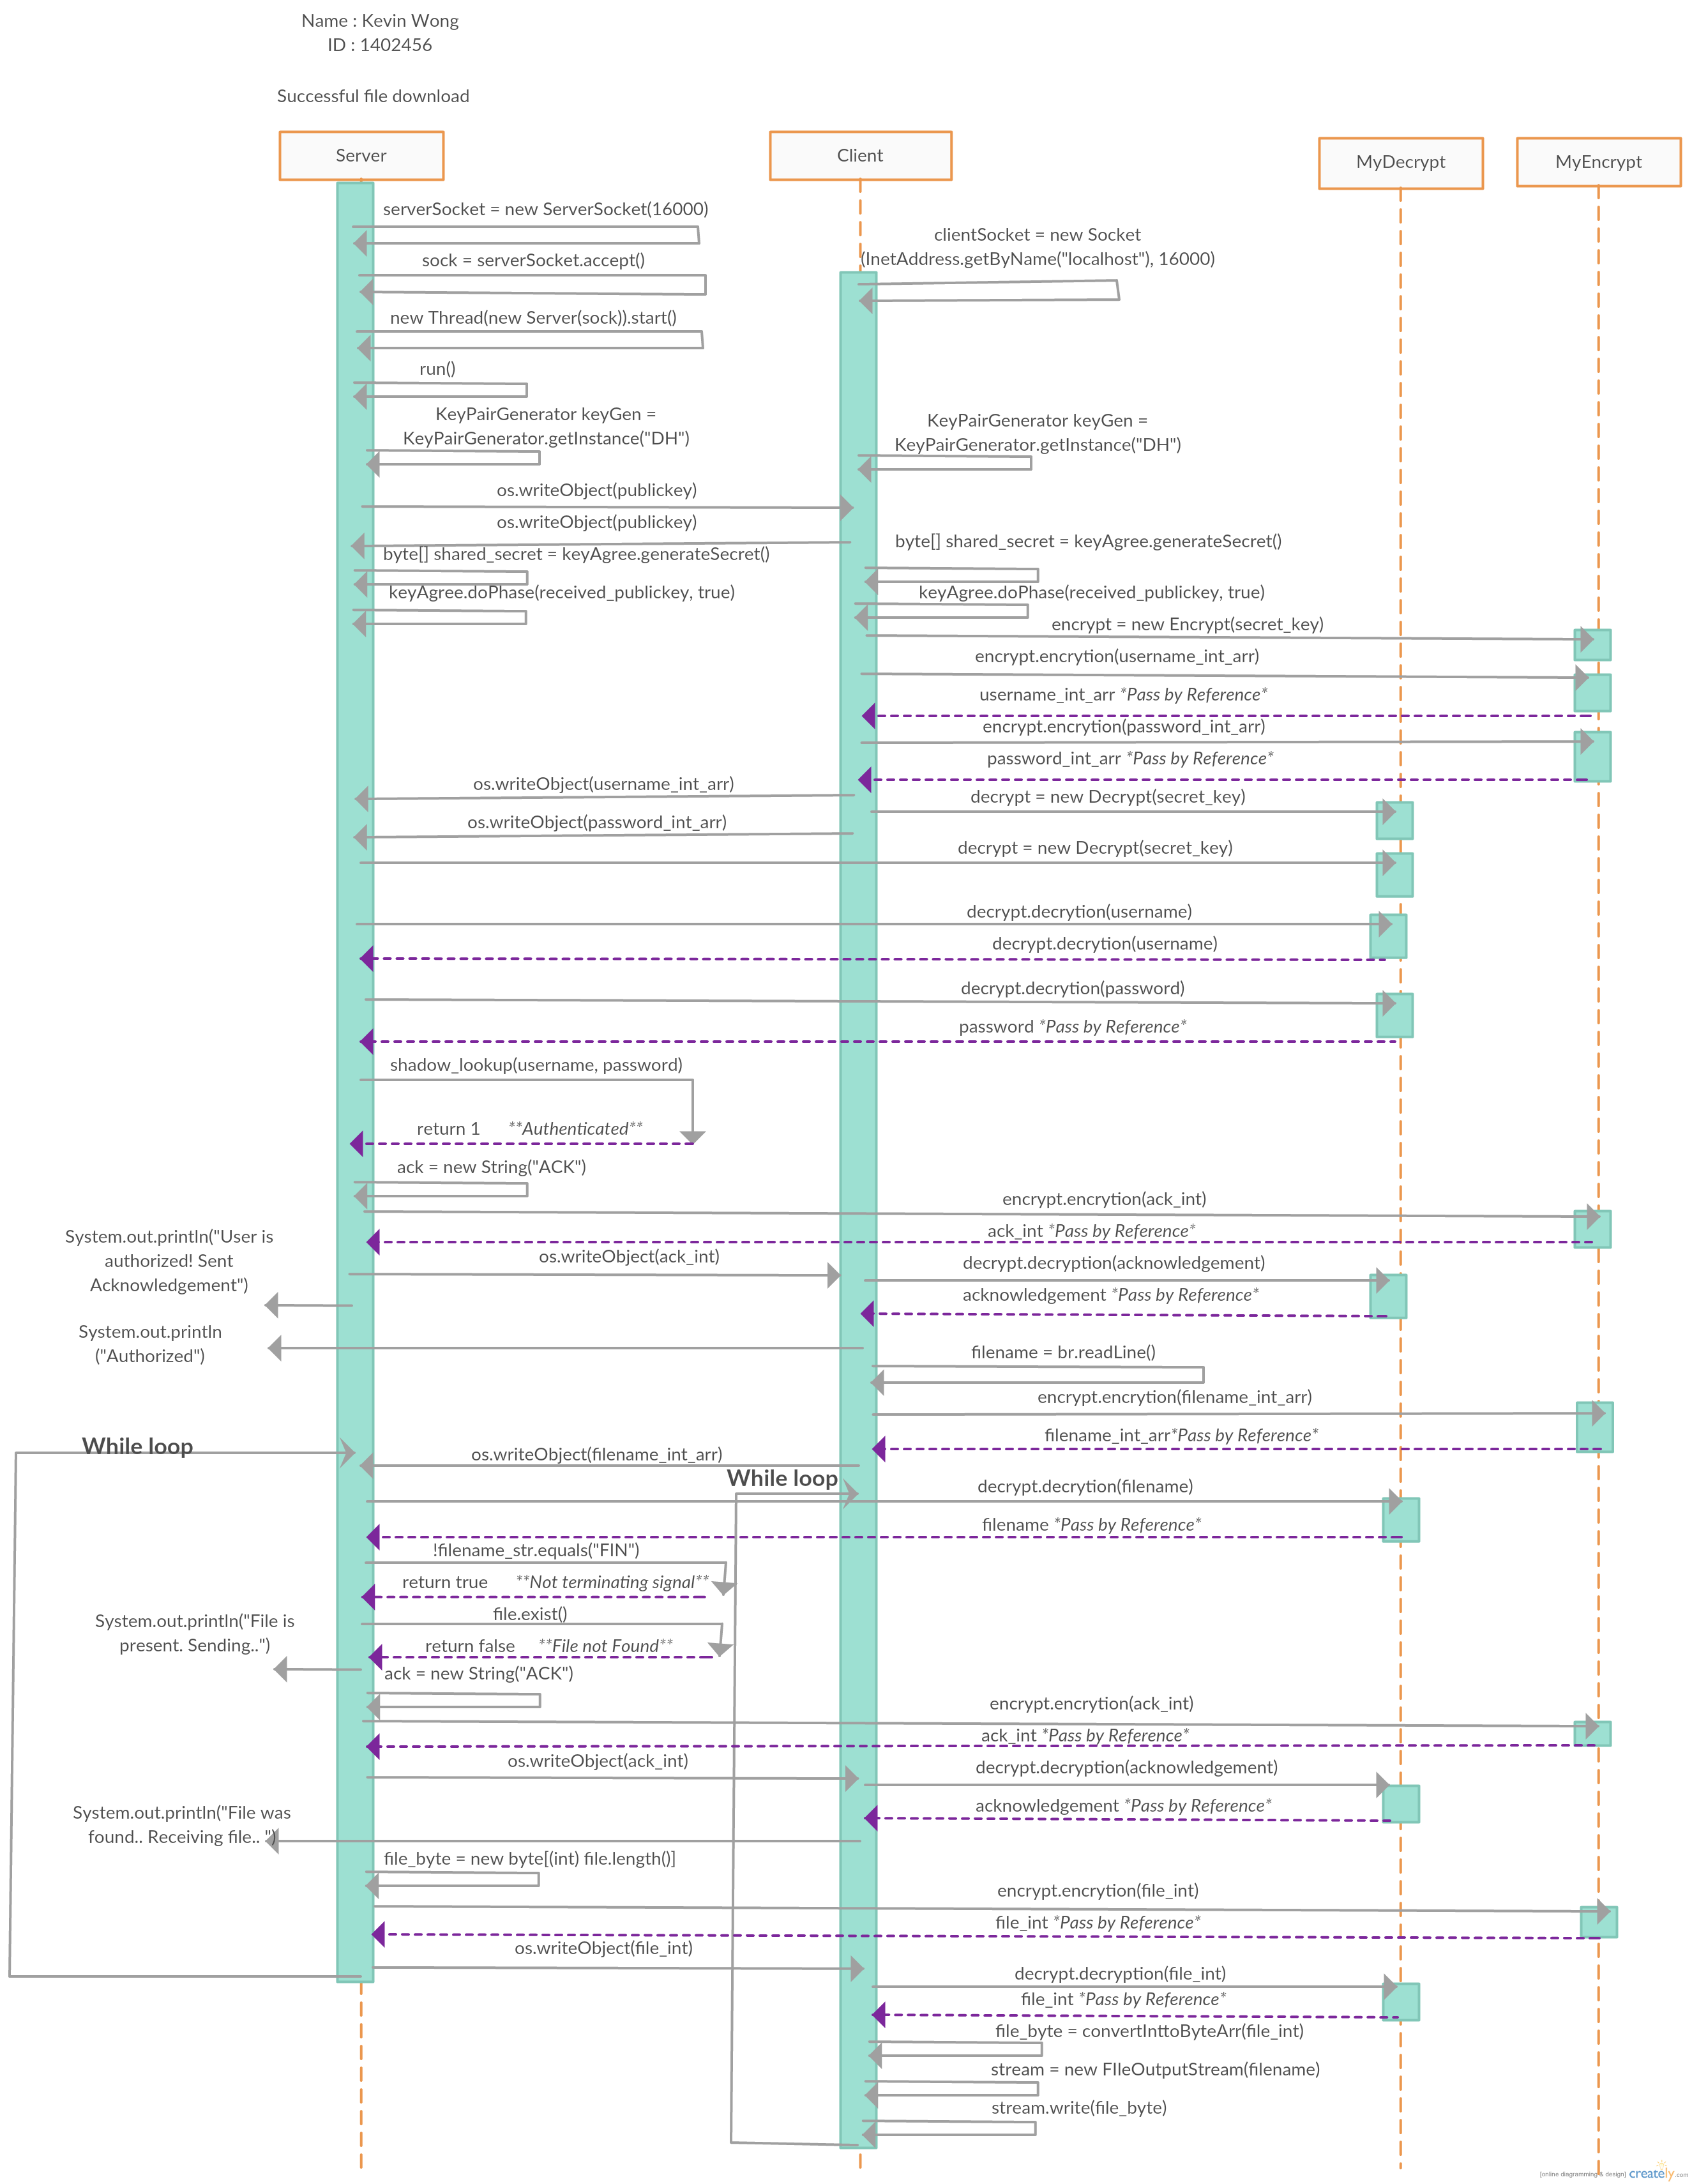 Name : Kevin Wong
ID : 1402456
Successful file download
Server
Client
MyDecrypt
MyEncrypt
serverSocket = new ServerSocket(16000)
clientSocket = new Socket
(InetAddress.getByName("localhost"), 16000)
sock = serverSocket.accept()
new Thread(new Server(sock)).start()
run()
KeyPairGenerator keyGen =
KeyPairGenerator.getInstance("DH")
KeyPairGenerator keyGen =
KeyPairGenerator.getInstance("DH")
os.writeObject(publickey)
os.writeObject(publickey)
byte[] shared_secret = keyAgree.generateSecret()
byte[] shared_secret = keyAgree.generateSecret()
keyAgree.doPhase(received_publickey, true)
keyAgree.doPhase(received_publickey, true)
encrypt = new Encrypt(secret_key)
encrypt.encrytion(username_int_arr)
username_int_arr *Pass by Reference*
encrypt.encrytion(password_int_arr)
password_int_arr *Pass by Reference*
os.writeObject(username_int_arr)
decrypt = new Decrypt(secret_key)
os.writeObject(password_int_arr)
decrypt = new Decrypt(secret_key)
decrypt.decrytion(username)
decrypt.decrytion(username)
decrypt.decrytion(password)
password *Pass by Reference*
shadow_lookup(username, password)
return 1 **Authenticated**
ack = new String("ACK")
encrypt.encrytion(ack_int)
ack_int *Pass by Reference*
System.out.println("User is
authorized! Sent
Acknowledgement")
os.writeObject(ack_int)
decrypt.decryption(acknowledgement)
acknowledgement *Pass by Reference*
System.out.println
("Authorized")
filename = br.readLine()
encrypt.encrytion(filename_int_arr)
filename_int_arr*Pass by Reference*
While loop
os.writeObject(filename_int_arr)
While loop
decrypt.decrytion(filename)
filename *Pass by Reference*
!filename_str.equals("FIN")
return true **Not terminating signal**
file.exist()
System.out.println("File is
present. Sending..")
return false **File not Found**
ack = new String("ACK")
encrypt.encrytion(ack_int)
ack_int *Pass by Reference*
os.writeObject(ack_int)
decrypt.decryption(acknowledgement)
acknowledgement *Pass by Reference*
System.out.println("File was
found.. Receiving file.. ")
file_byte = new byte[(int) file.length()]
encrypt.encrytion(file_int)
file_int *Pass by Reference*
os.writeObject(file_int)
decrypt.decryption(file_int)
file_int *Pass by Reference*
file_byte = convertInttoByteArr(file_int)
stream = new FIleOutputStream(filename)
stream.write(file_byte)
[online diagramming & design] creately.com